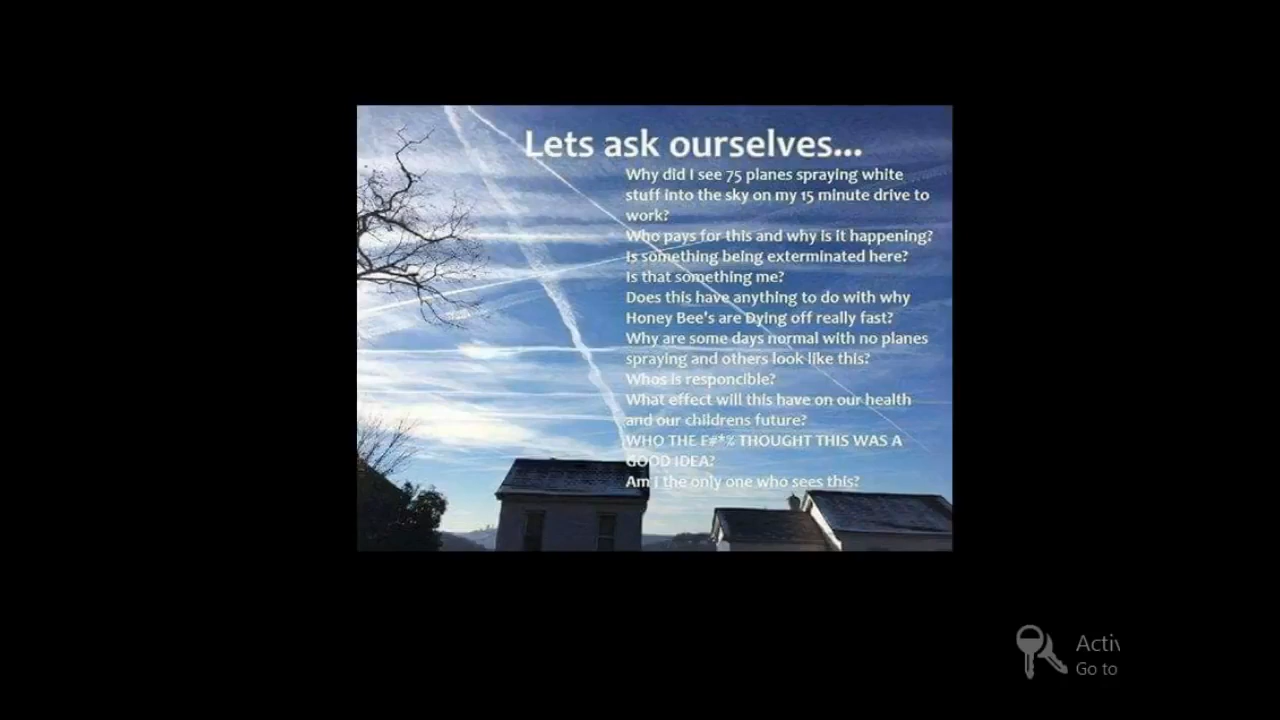 Lets ask ourselves...
Why did I see 75 planes spraying white
stuff into the sky on my 15 minute drive to
work?
Who pays for this and why is it happening?
Is something being exterminated here?
Is that something me?
Does this have anything to do with why
Honey Bee's are Dying off really fast?
Why are some days normal with no planes
spraying and others look like this?
Whos is responcible?
What effect will this have on our health
and our childrens future?
WHO THE F#*% THOUGHT THIS WAS A
GOOD IDEA?
Am I the only one who sees this?
Activ
Go to